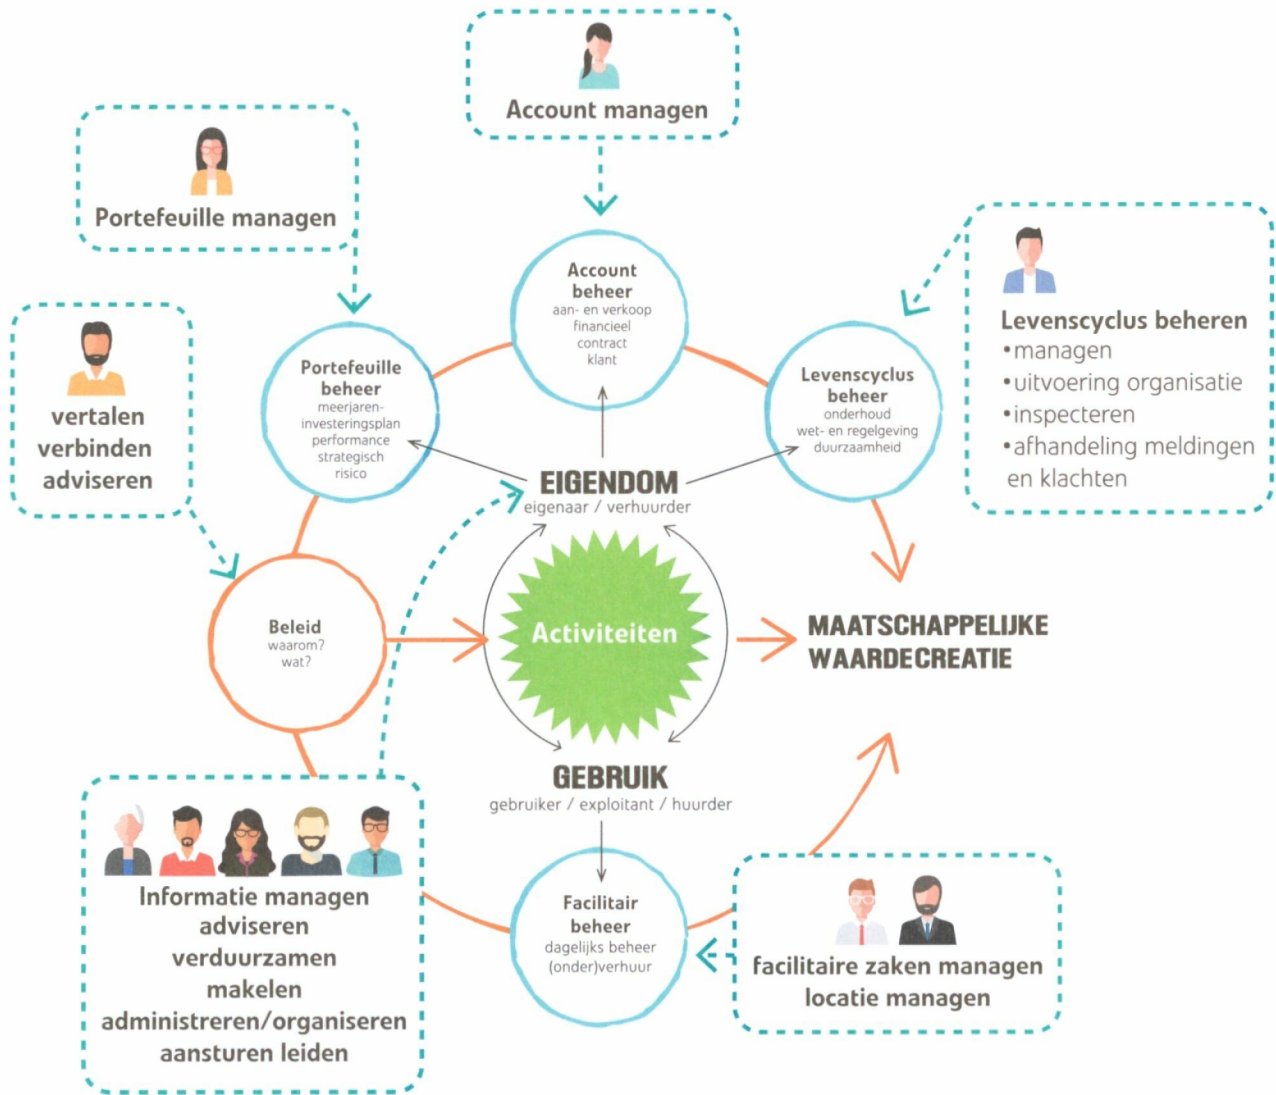 Account managen
Portefeuille managen
Account
beheer
aan- en verkoop
financieel
contract
klant
Levenscyclus beheren
•managen
•uitvoering organisatie
•inspecteren
•afhandeling meldingen
en klachten
vertalen
verbinden
adviseren
Portefeuille
beheer
meerjaren-
investeringsplan
performance
strategisch
risico
Levenscyclus
beheer
onderhoud
wet- en regelgeving
duurzaamheid
EIGENDOM
eigenaar / verhuurder
Beleid
waarom?
wat?
Activiteiten
MAATSCHAPPELIJKE
WAARDECREATIE
GEBRUIK
gebruiker / exploitant / huurder
Informatie managen
adviseren
verduurzamen
makelen
administreren/organiseren
aansturen leiden
Facilitair
beheer
dagelijks beheer
(onder)verhuur
facilitaire zaken managen
locatie managen